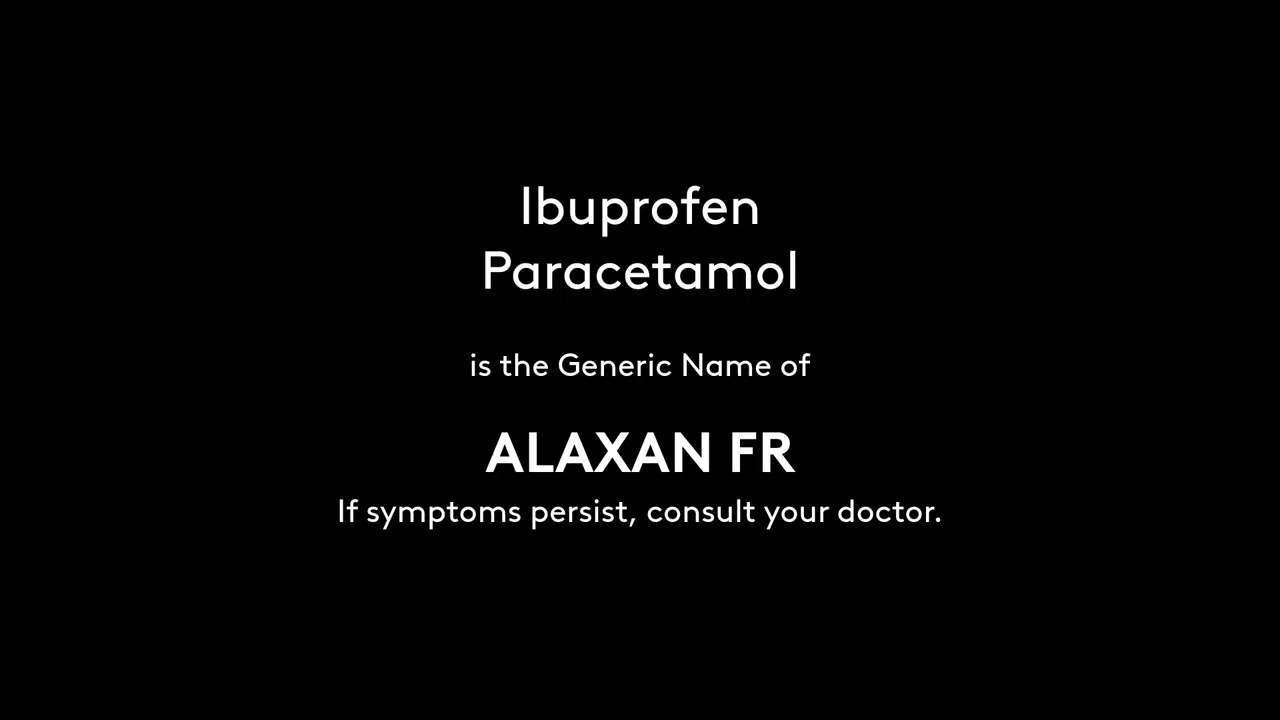 Ibuprofen
Paracetamol
is the Generic Name of
ALAXAN FR
If symptoms persist, consult your doctor.